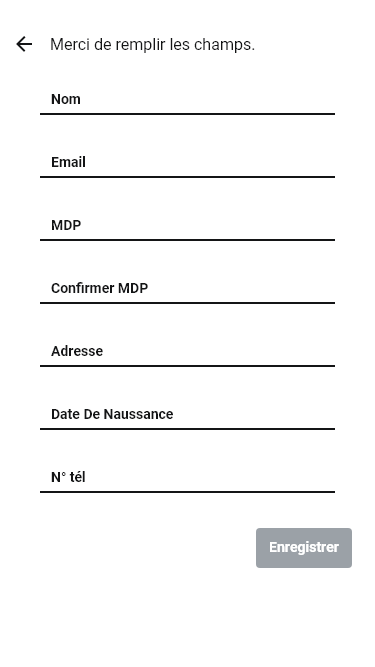 Merci de remplir les champs.
Nom
Email
MDP
Confirmer MDP
Adresse
Date De Naussance
N° tél
Enregistrer